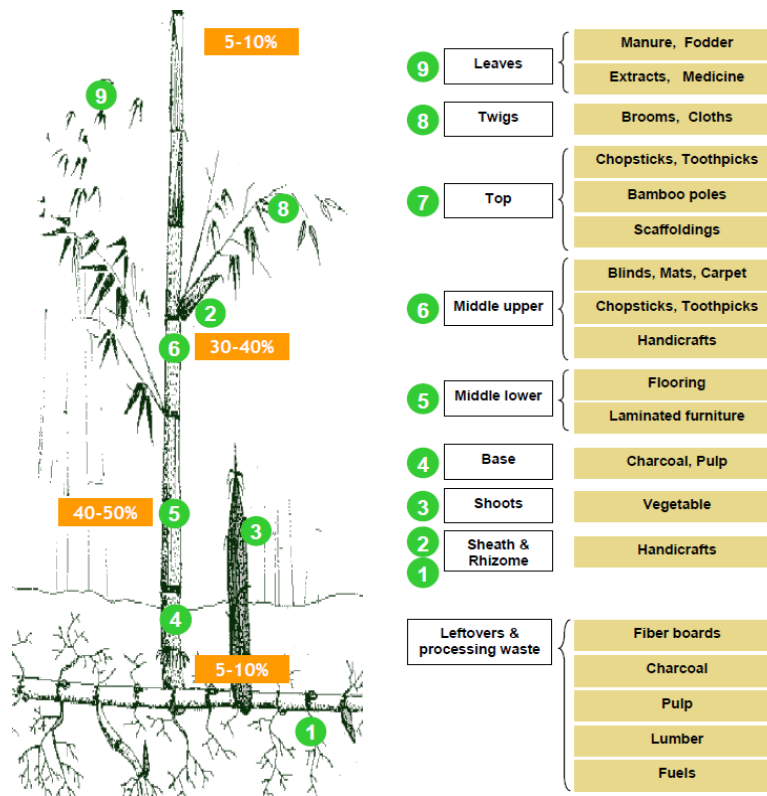 5-10%
9
8
2
6
30-40%
40-50%
5
3
4
5-10%
1
9
Leaves
Manure, Fodder
Extracts, Medicine
8
Twigs
Brooms, Cloths
7
Top
Chopsticks, Toothpicks
Bamboo poles
Scaffoldings
6
Middle upper
Blinds, Mats, Carpet
Chopsticks, Toothpicks
Handicrafts
5
Middle lower
Flooring
Laminated furniture
4
Base
Charcoal, Pulp
3
Shoots
Vegetable
2
1
Sheath &
Rhizome
Handicrafts
Leftovers &
processing waste
Fiber boards
Charcoal
Pulp
Lumber
Fuels